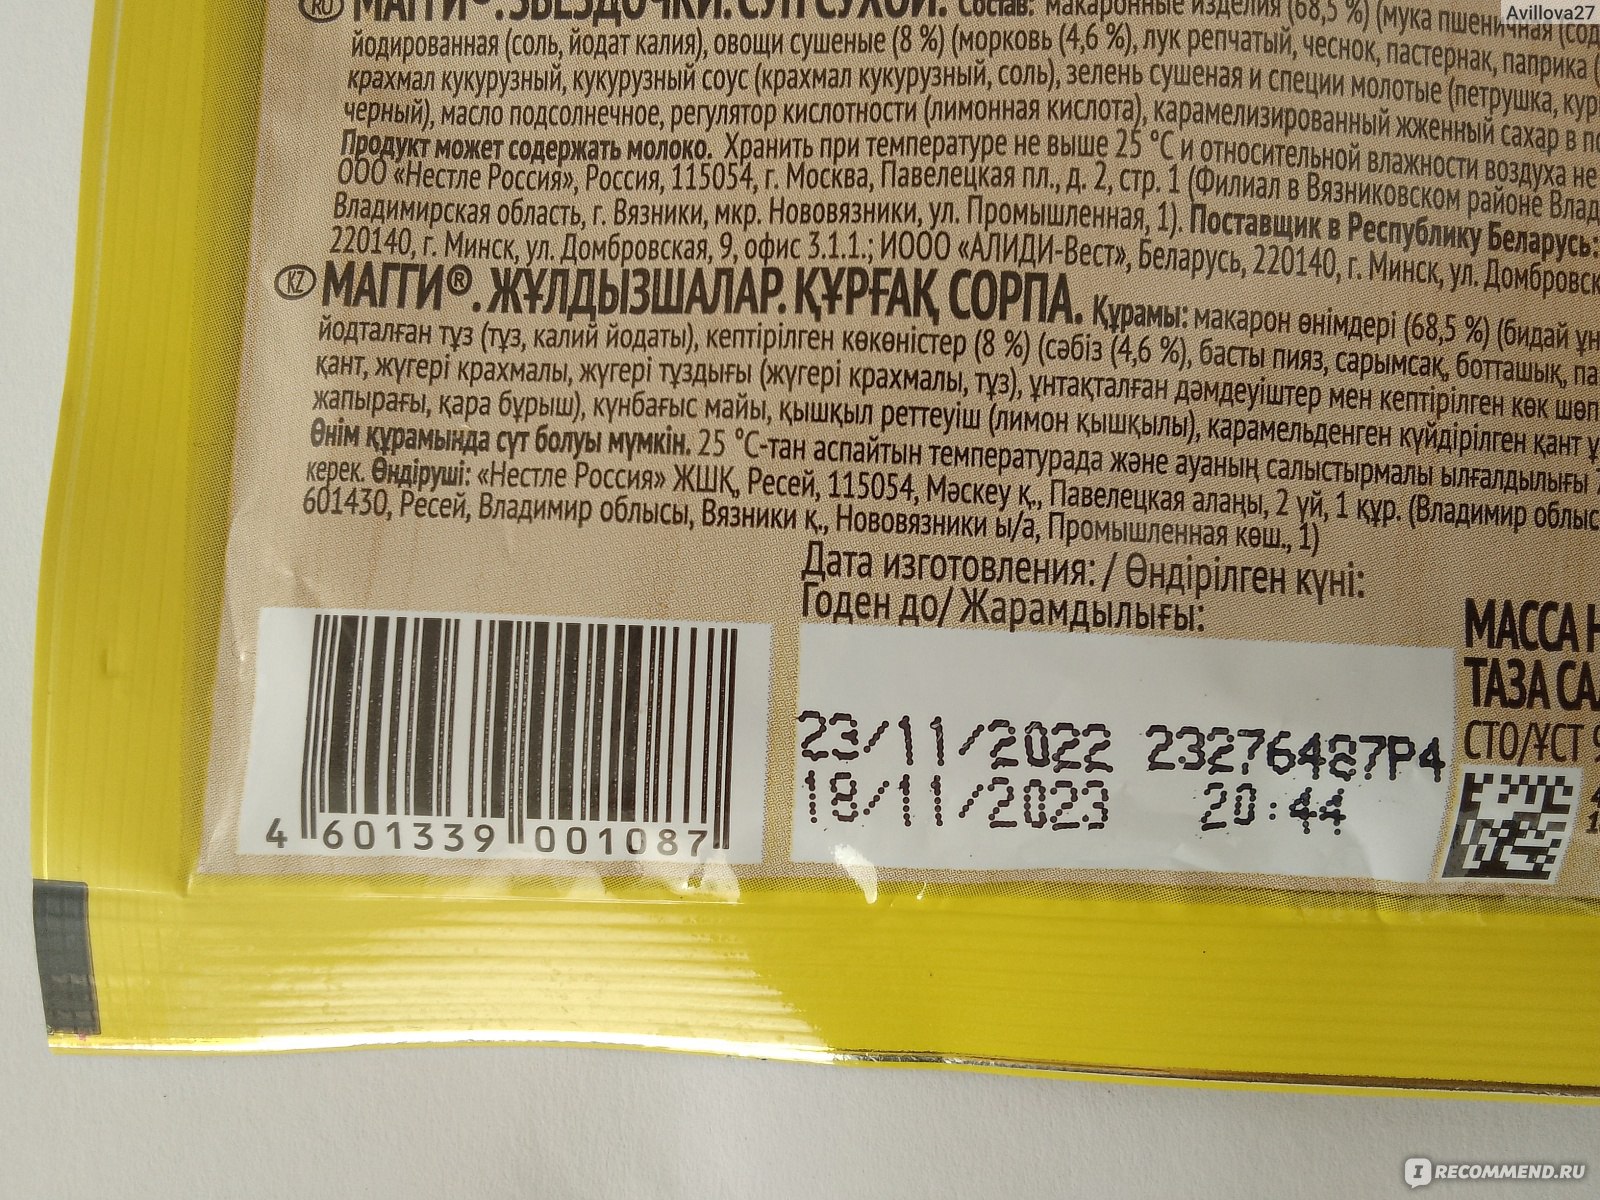 Avillova27
RU МАГГИ®. ЗВЁЗДОЧКИ. СУП СУХОЙ. Состав: макаронные изделия (68,5 %) (мука пшеничная
йодированная (соль, йодат калия), овощи сушеные (8 %) (морковь (4,6 %), лук репчатый, чеснок, пастернак, паприка
крахмал кукурузный, кукурузный соус (крахмал кукурузный, соль), зелень сушеная и специи молотые (петрушка,
черный), масло подсолнечное, регулятор кислотности (лимонная кислота), карамелизированный жженный сахар в
Продукт может содержать молоко. Хранить при температуре не выше 25 °C и относительной влажности воздуха не
ООО «Нестле Россия», Россия, 115054, г. Москва, Павелецкая пл., д. 2, стр. 1 (Филиал в Вязниковском районе
Владимирская область, г. Вязники, мкр. Нововязники, ул. Промышленная, 1). Поставщик в Республику Беларусь:
220140, г. Минск, ул. Домбровская, 9, офис 3.1.1.; ИООО «АЛИДИ-Вест», Беларусь, 220140, г. Минск, ул.
KZ МАГГИ®. ЖҰЛДЫЗШАЛАР. ҚҰРҒАҚ СОРПА. Құрамы: макарон өнімдері (68,5 %) (бидай
йодталған тұз (тұз, калий йодаты), кептірілген көкөністер (8 %) (сәбіз (4,6 %), басты пияз, сарымсақ, ботташық,
қант, жүгері крахмалы, жүгері тұздығы (жүгері крахмалы, тұз), ұнтақталған дәмдеуіштер мен кептірілген көк
жапырағы, қара бұрыш), күнбағыс майы, қышқыл реттеуіш (лимон қышқылы), карамельденген күйдірілген қант
Өнім құрамында сүт болуы мүмкін. 25 °C-тан аспайтын температурада және ауаның салыстырмалы ылғалдылығы
керек. Өндіруші: «Нестле Россия» ЖШҚ, Ресей, 115054, Мәскеу қ., Павелецкая алаңы, 2 үй, 1 құр. (Владимир
601430, Ресей, Владимир облысы, Вязники қ., Нововязники ы/а, Промышленная көш., 1)
Дата изготовления: / Өндірілген күні:
Годен до/ Жарамдылығы:
МАССА
ТАЗА
СТО/ҰСТ
23/11/2022 23276487P4
18/11/2023 20:44
4 601339 001087
IRECOMMEND.RU